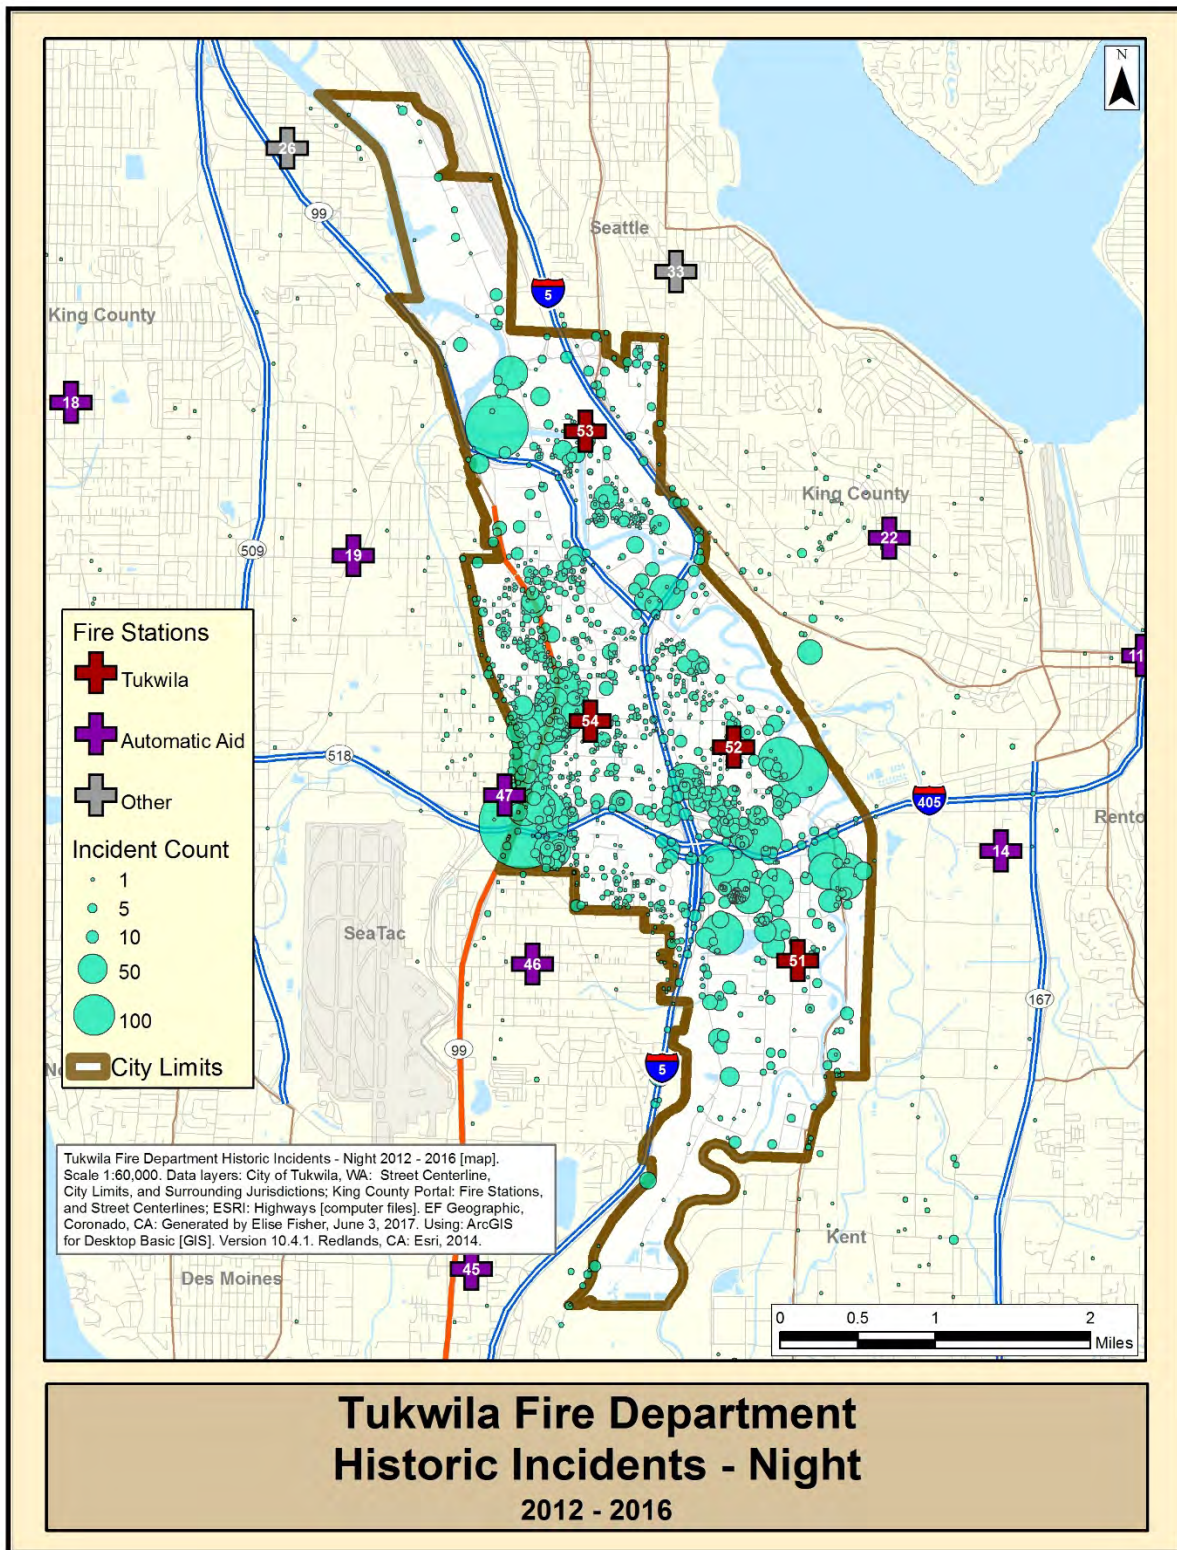 N
26
99
Seattle
33
5
King County
18
53
King County
22
19
509
Fire Stations
Tukwila
Automatic Aid
Other
Incident Count
1
5
10
50
100
City Limits
11
54
52
518
47
405
Rento
14
SeaTac
46
51
167
99
5
Tukwila Fire Department Historic Incidents - Night 2012 - 2016 [map].
Scale 1:60,000. Data layers: City of Tukwila, WA: Street Centerline,
City Limits, and Surrounding Jurisdictions; King County Portal: Fire Stations,
and Street Centerlines; ESRI: Highways [computer files]. EF Geographic,
Coronado, CA: Generated by Elise Fisher, June 3, 2017. Using: ArcGIS
for Desktop Basic [GIS]. Version 10.4.1. Redlands, CA: Esri, 2014.
Kent
45
Des Moines
0 0.5 1 2
Miles
Tukwila Fire Department
Historic Incidents - Night
2012 - 2016